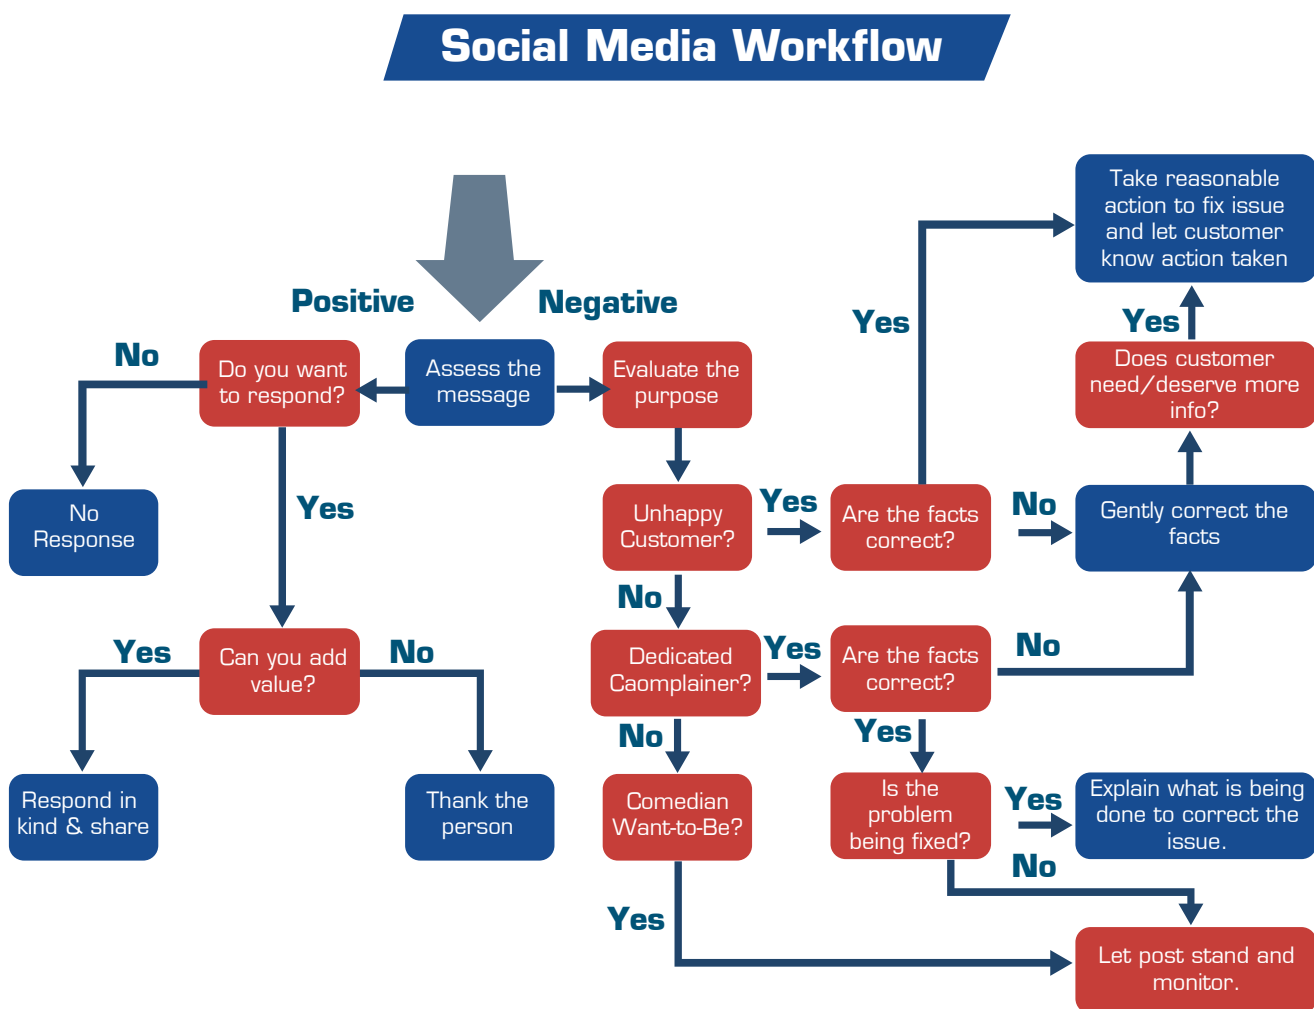 Social Media Workflow
Positive
Negative
No
Do you want
to respond?
Assess the
message
Evaluate the
purpose
Yes
Take reasonable
action to fix issue
and let customer
know action taken
Yes
Does customer
need/deserve more
info?
No
Response
Yes
Unhappy
Customer?
Yes
Are the facts
correct?
No
Gently correct the
facts
No
Yes
Can you add
value?
No
Dedicated
Caomplainer?
Yes
Are the facts
correct?
No
No
Yes
Respond in
kind & share
Thank the
person
Comedian
Want-to-Be?
Is the
problem
being fixed?
Yes
Explain what is being
done to correct the
issue.
No
Yes
Let post stand and
monitor.